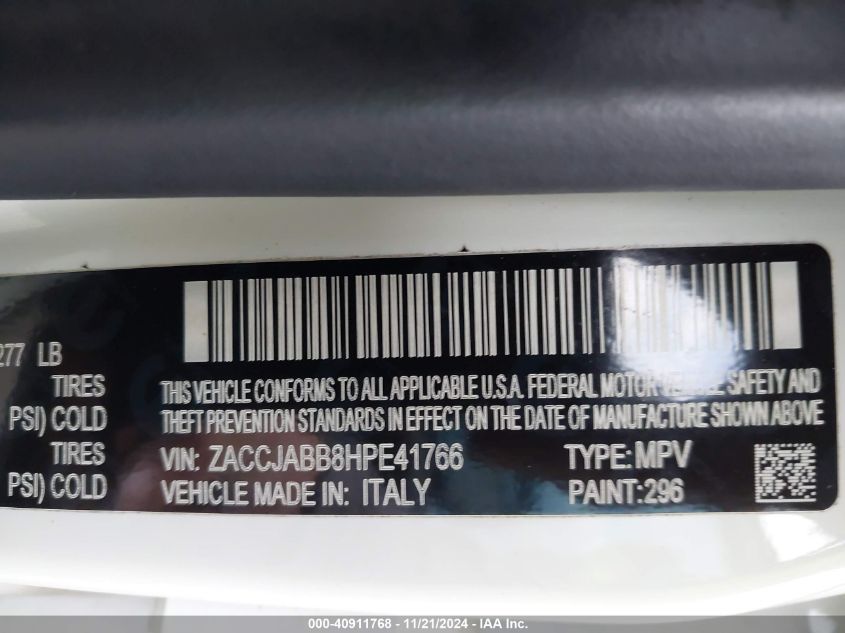 277 LB
TIRES
PSI) COLD
TIRES
PSI) COLD
THIS VEHICLE CONFORMS TO ALL APPLICABLE U.S.A. FEDERAL MOTOR VEHICLE SAFETY AND
THEFT PREVENTION STANDARDS IN EFFECT ON THE DATE OF MANUFACTURE SHOWN ABOVE
VIN: ZACCJABB8HPE41766 TYPE: MPV
VEHICLE MADE IN: ITALY PAINT: 296
000-40911768 — 11/21/2024 — IAA Inc.